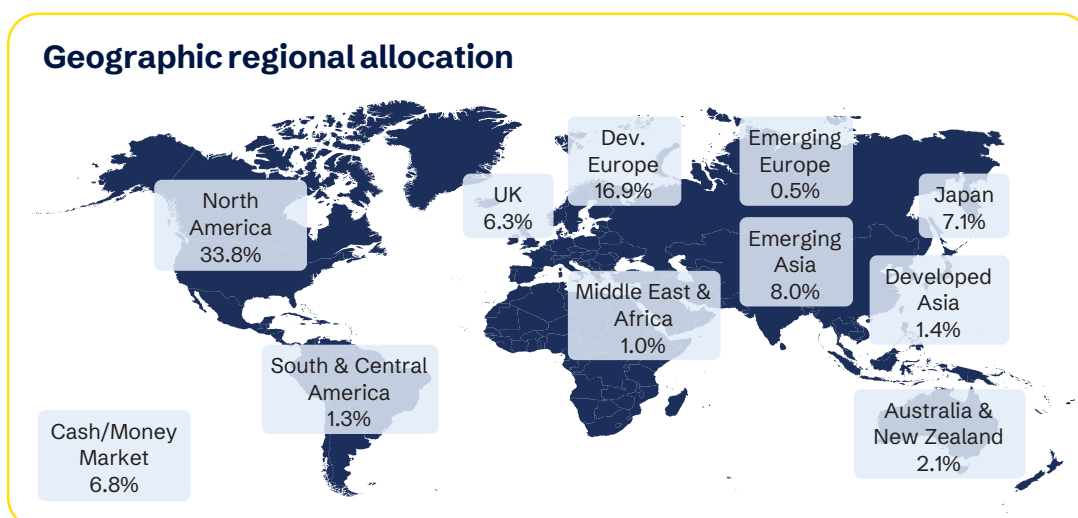 Geographic regional allocation
North
America
33.8%
UK
6.3%
Dev.
Europe
16.9%
Emerging
Europe
0.5%
Japan
7.1%
Emerging
Asia
8.0%
Developed
Asia
1.4%
Middle East &
Africa
1.0%
South & Central
America
1.3%
Australia &
New Zealand
2.1%
Cash/Money
Market
6.8%